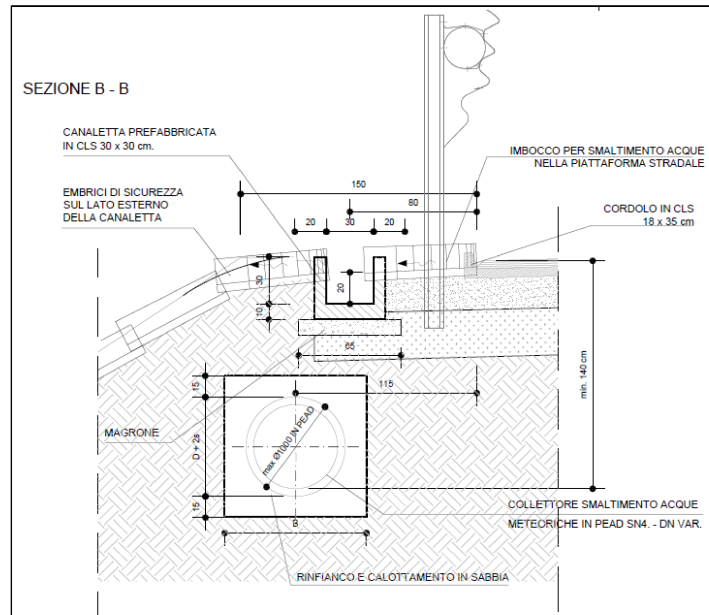 SEZIONE B - B
CANALETTA PREFABBRICATA
IN CLS 30 x 30 cm.
IMBOCCO PER SMALTIMENTO ACQUE
NELLA PIATTAFORMA STRADALE
EMBRICI DI SICUREZZA
SUL LATO ESTERNO
DELLA CANALETTA
CORDOLO IN CLS
18 x 35 cm
150
80
20
30
20
30
20
10
65
115
min. 140 cm
15
D + 2s
15
max Ø1000 IN PEAD
MAGRONE
B
COLLETTORE SMALTIMENTO ACQUE
METEORICHE IN PEAD SN4. - DN VAR.
RINFIANCO E CALOTTAMENTO IN SABBIA